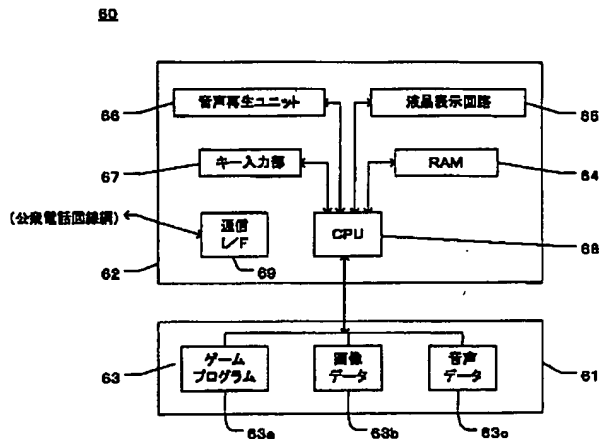 60
音声再生ユニット
液晶表示回路
66
65
キー入力部
RAM
67
64
(公衆電話回線網)
通信
I/F
CPU
62
69
68
63
ゲーム
プログラム
画像
データ
音声
データ
61
63a
63b
63c